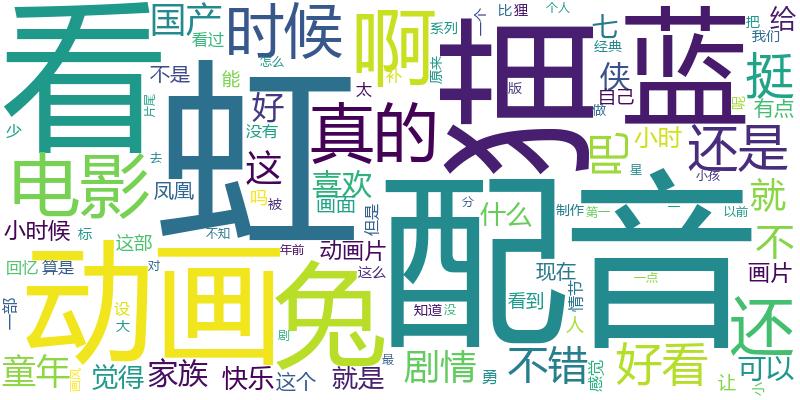 看
国产
时候
啊
猫
蓝
七
给
虹
看过
系列
一个
比
狸
个人
经典
把
我们
不是
能
怎么
补
原来
侠
挺
少
片尾
好
太
版
自己
做
呢
有点
电影
没有
真的
巴
小时
还是
去
这
星
小孩
凤凰
吗
被
喜欢
画面
但是
分
配音
什么
制作
第一
一
以前
就
小时候
标
这部
不知
年前
动画片
不
回忆
算是
对
动画
兔
这么
现在
一点
画片
一部
设
大
知道
没
看到
情节
人
还
剧
童年
画风
觉得
家族
快乐
这个
就是
最
剧情
勇
不错
感觉
好看
让
可以
小